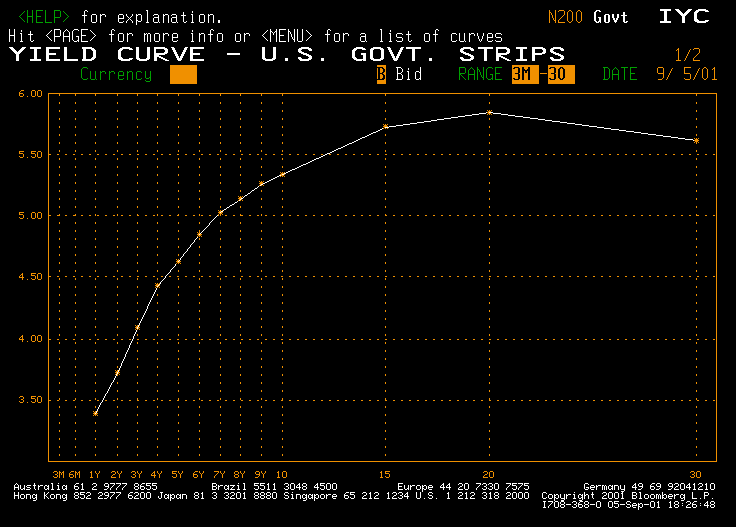 <HELP> for explanation. N200 Govt IYC
Hit <PAGE> for more info or <MENU> for a list of curves
YIELD CURVE - U.S. GOVT. STRIPS 1/2
Currency B Bid RANGE 3M -30 DATE 9/ 5/01
6.00
5.50
5.00
4.50
4.00
3.50
3M 6M 1Y 2Y 3Y 4Y 5Y 6Y 7Y 8Y 9Y 10 15 20 30
Australia 61 2 9777 8655 Brazil 5511 3048 4500 Europe 44 20 7330 7575 Germany 49 69 92041210
Hong Kong 852 2977 6200 Japan 81 3 3201 8880 Singapore 65 212 1234 U.S. 1 212 318 2000 Copyright 2001 Bloomberg L.P.
I708-368-0 05-Sep-01 18:26:48